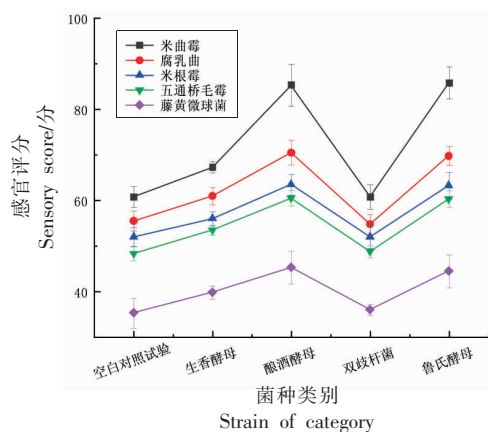 100
80
60
40
感官评分
Sensory score/分
米曲霉
腐乳曲
米根霉
五通桥毛霉
藤黄微球菌
空白对照试验
生香酵母
酿酒酵母
双歧杆菌
鲁氏酵母
菌种类别
Strain of category